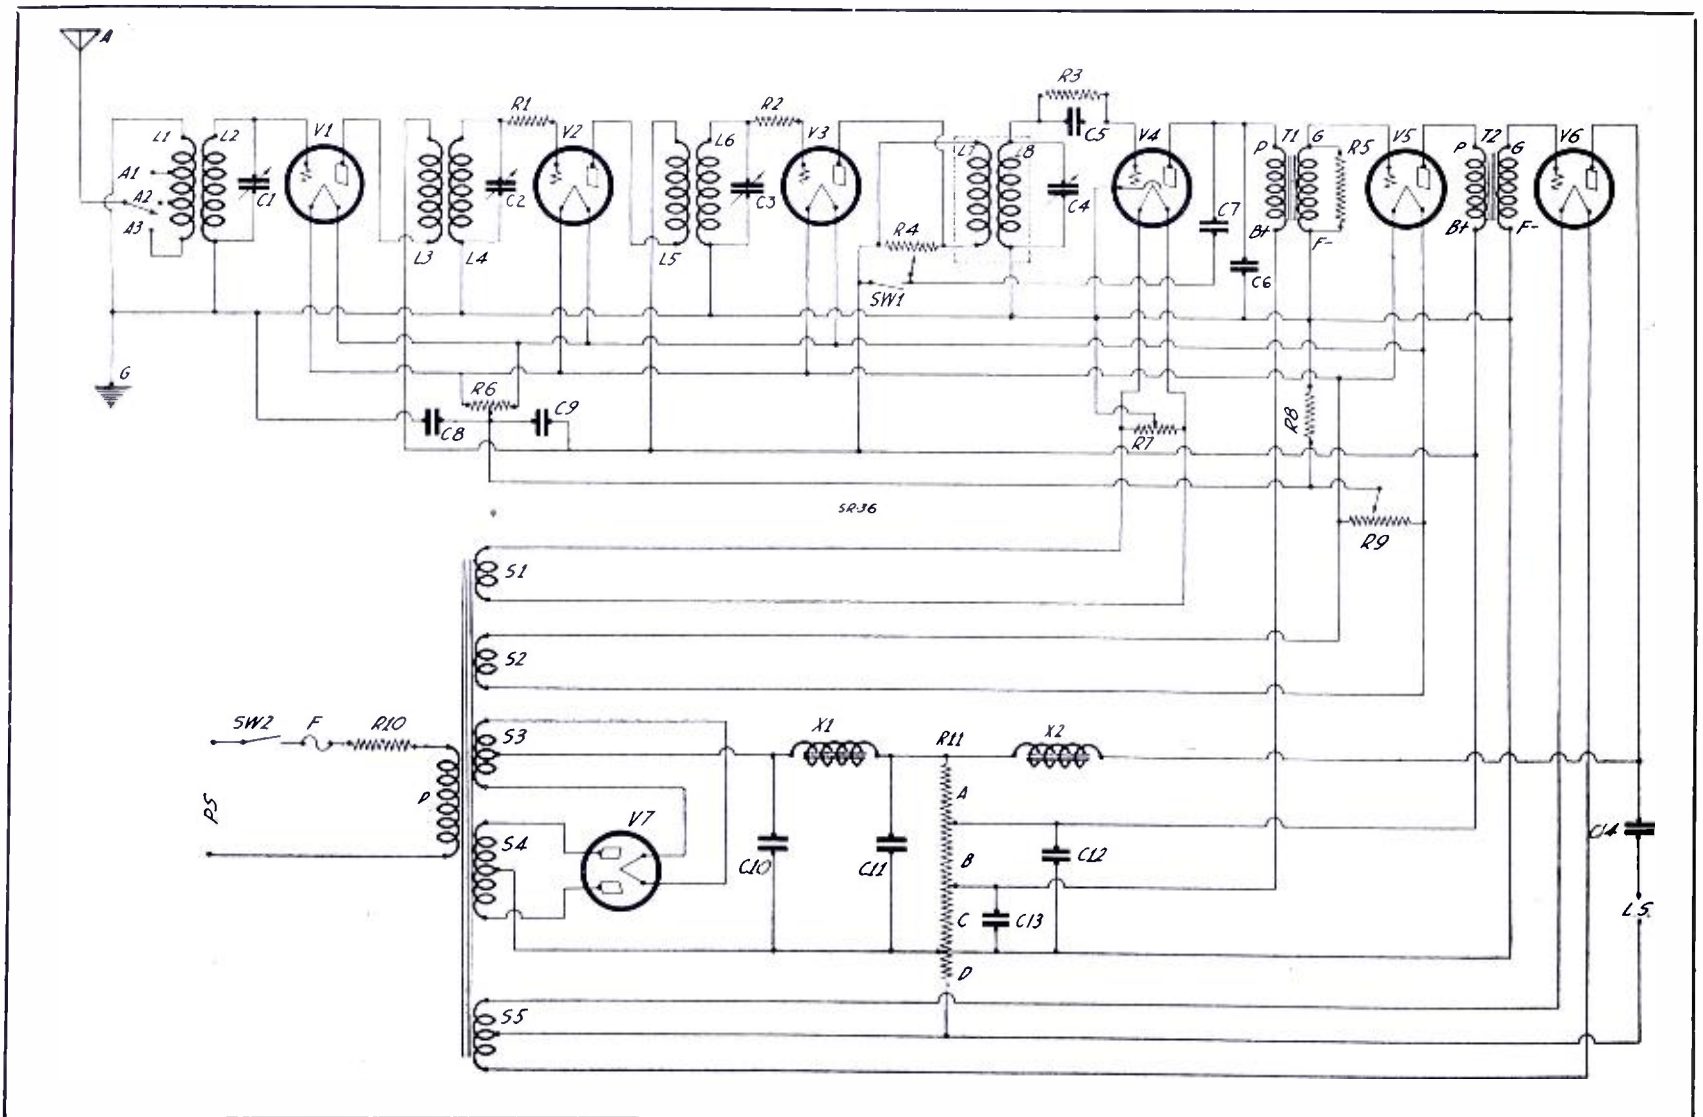 A
R3
R1
R2
C5
L1
L2
V1
V2
L6
V3
L7
L8
V4
P
T1
G
R5
V5
P
T2
G
V6
A1
A2
A3
C1
C2
C3
C4
C7
R4
B+
F-
B+
F-
L3
L4
L5
C6
SW1
G
R6
C9
C8
R7
R8
SR-36
R9
S1
S2
SW2
F
R10
S3
X1
R11
X2
PS
P
A
S4
V7
C10
C11
B
C12
C14
C
C13
LS
D
S5